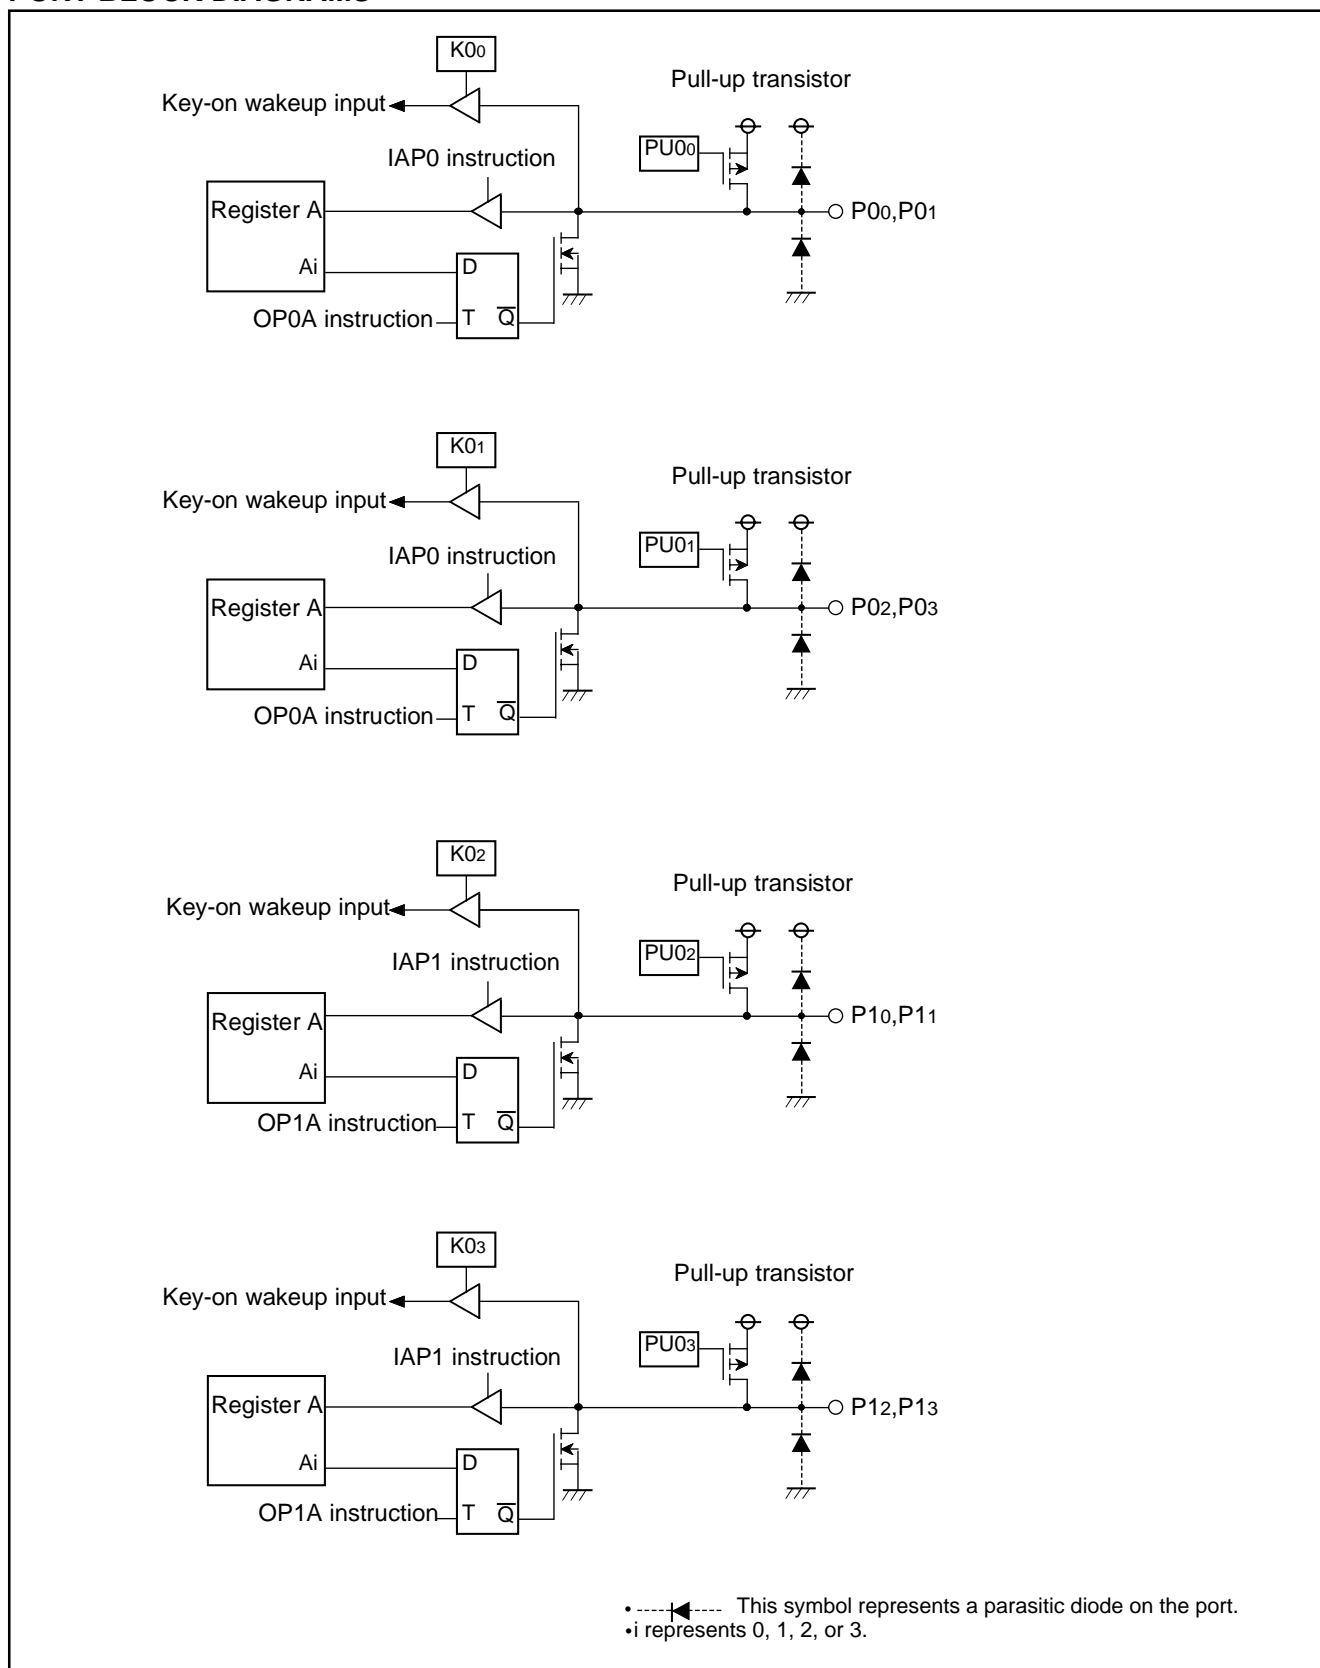 K00
Pull-up transistor
Key-on wakeup input
PU00
IAP0 instruction
Register A
P00,P01
Ai
D
OP0A instruction
T Q
K01
Pull-up transistor
Key-on wakeup input
PU01
IAP0 instruction
Register A
P02,P03
Ai
D
OP0A instruction
T Q
K02
Pull-up transistor
Key-on wakeup input
PU02
IAP1 instruction
Register A
P10,P11
Ai
D
OP1A instruction
T Q
K03
Pull-up transistor
Key-on wakeup input
PU03
IAP1 instruction
Register A
P12,P13
Ai
D
OP1A instruction
T Q
• This symbol represents a parasitic diode on the port.
•i represents 0, 1, 2, or 3.